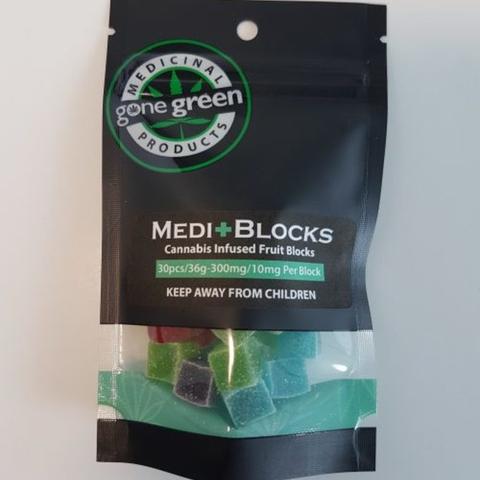 MEDICINAL
gone green
PRODUCTS
MEDI+BLOCKS
Cannabis Infused Fruit Blocks
30pcs/36g-300mg/10mg Per Block
KEEP AWAY FROM CHILDREN